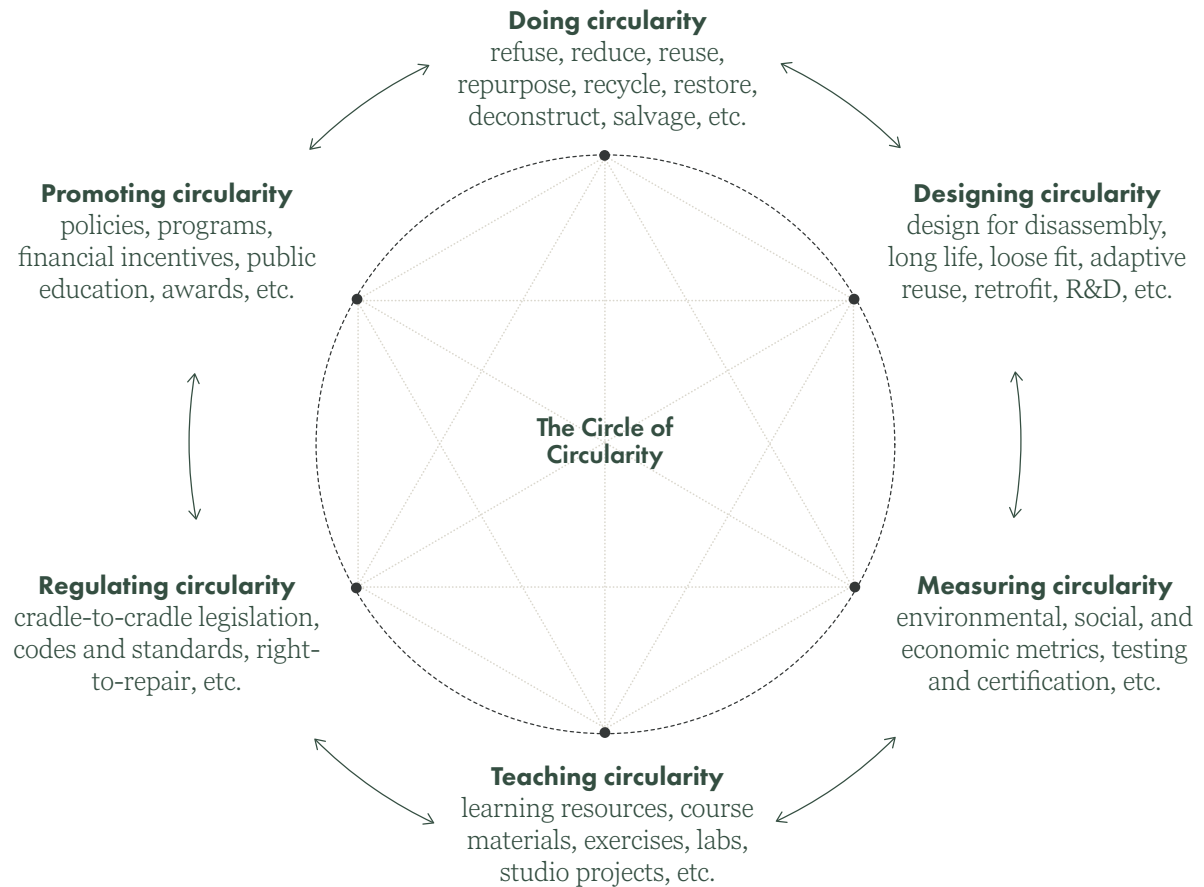 Doing circularity
refuse, reduce, reuse,
repurpose, recycle, restore,
deconstruct, salvage, etc.
Promoting circularity
policies, programs,
financial incentives, public
education, awards, etc.
Designing circularity
design for disassembly,
long life, loose fit, adaptive
reuse, retrofit, R&D, etc.
The Circle of
Circularity
Regulating circularity
cradle-to-cradle legislation,
codes and standards, right-
to-repair, etc.
Measuring circularity
environmental, social, and
economic metrics, testing
and certification, etc.
Teaching circularity
learning resources, course
materials, exercises, labs,
studio projects, etc.